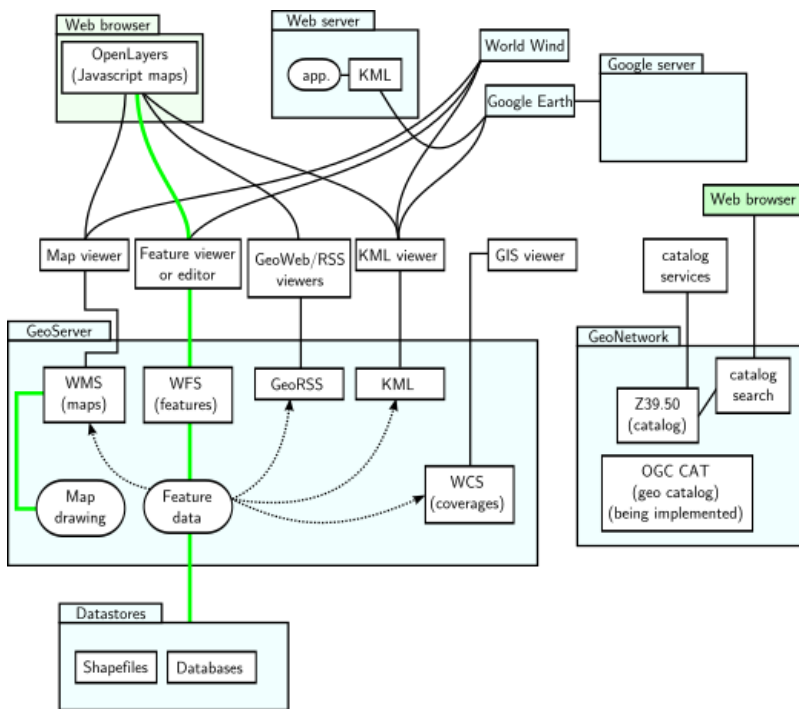 Web browser
OpenLayers
(Javascript maps)
Web server
app.
KML
World Wind
Google Earth
Google server
Web browser
Map viewer
Feature viewer
or editor
GeoWeb/RSS
viewers
KML viewer
GIS viewer
catalog
services
GeoServer
WMS
(maps)
WFS
(features)
GeoRSS
KML
Map
drawing
Feature
data
WCS
(coverages)
GeoNetwork
Z39.50
(catalog)
catalog
search
OGC CAT
(geo catalog)
(being implemented)
Datastores
Shapefiles
Databases